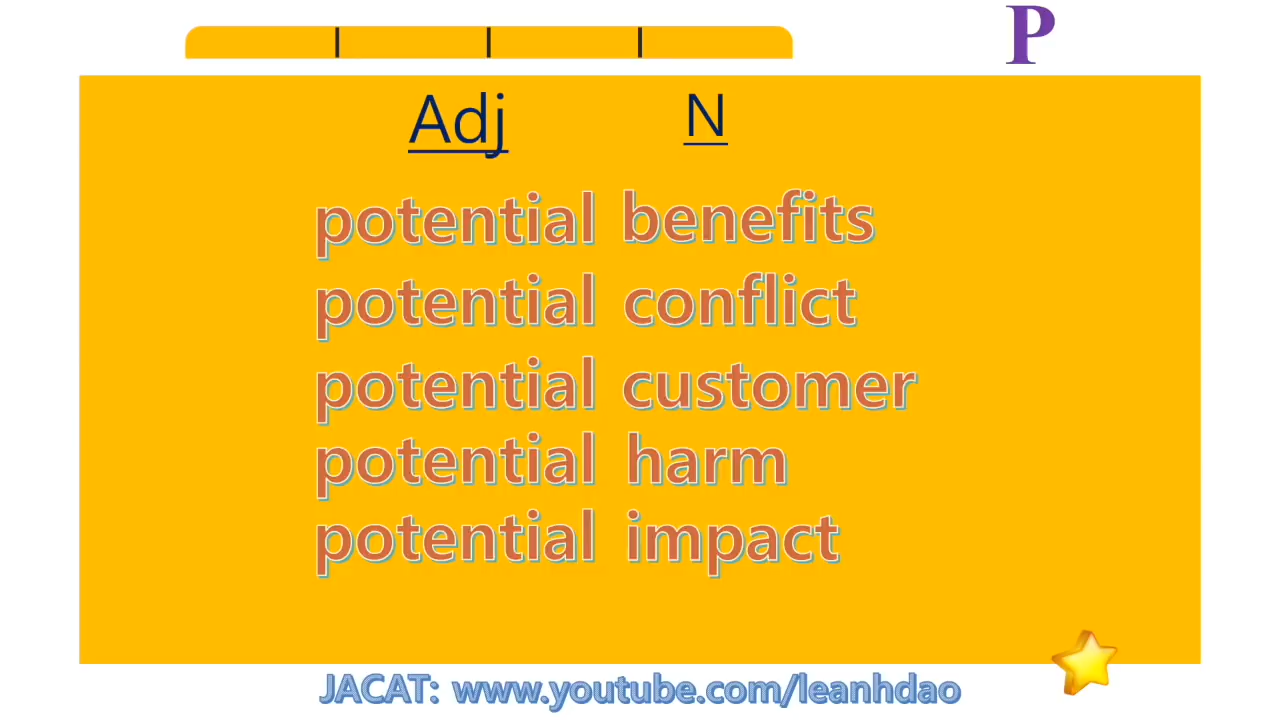 P
Adj N
potential benefits
potential conflict
potential customer
potential harm
potential impact
JACAT: www.youtube.com/leanhdao